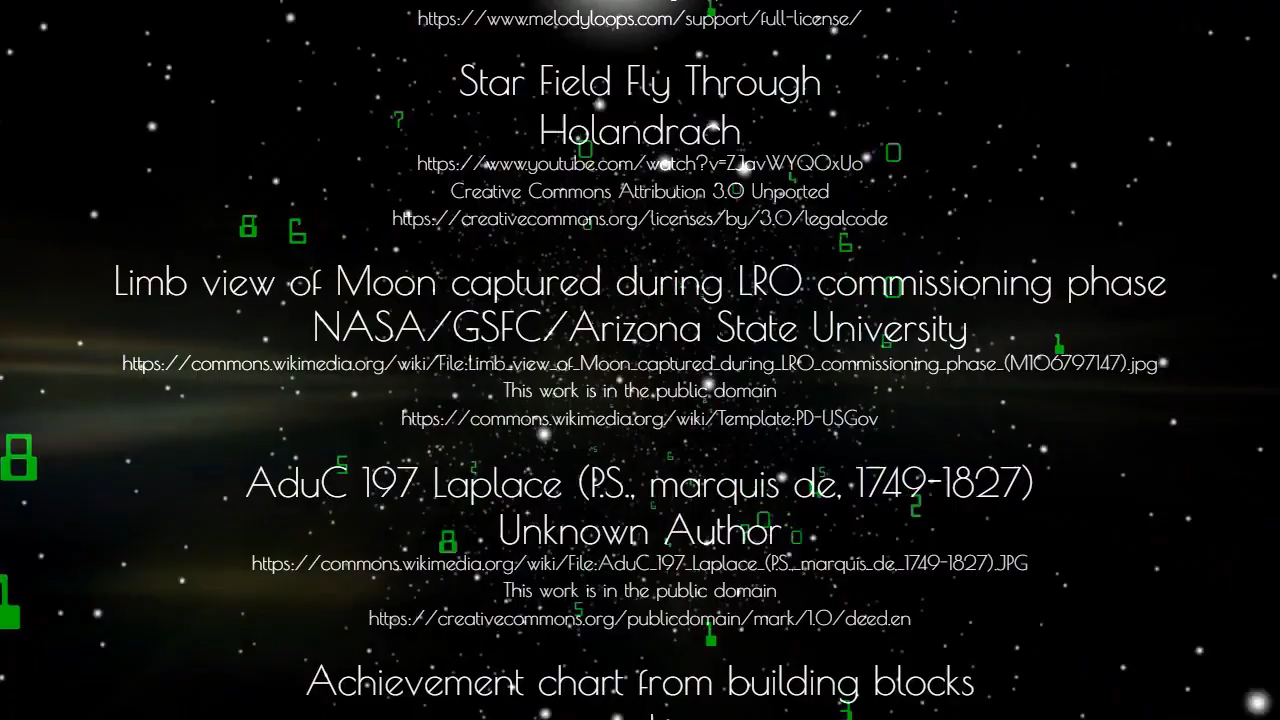 https://www.melodyloops.com/support/full-license/
Star Field Fly Through
Holandrach
https://www.youtube.com/watch?v=ZJavWYQOxUo
Creative Commons Attribution 3.0 Unported
https://creativecommons.org/licenses/by/3.0/legalcode
Limb view of Moon captured during LRO commissioning phase
NASA/GSFC/Arizona State University
https://commons.wikimedia.org/wiki/File:Limb_view_of_Moon_captured_during_LRO_commissioning_phase_(M106797147).jpg
This work is in the public domain
https://commons.wikimedia.org/wiki/Template:PD-USGov
AduC 197 Laplace (P.S., marquis de, 1749-1827)
Unknown Author
https://commons.wikimedia.org/wiki/File:AduC_197_Laplace_(P.S.,_marquis_de,_1749-1827).JPG
This work is in the public domain
https://creativecommons.org/publicdomain/mark/1.0/deed.en
Achievement chart from building blocks